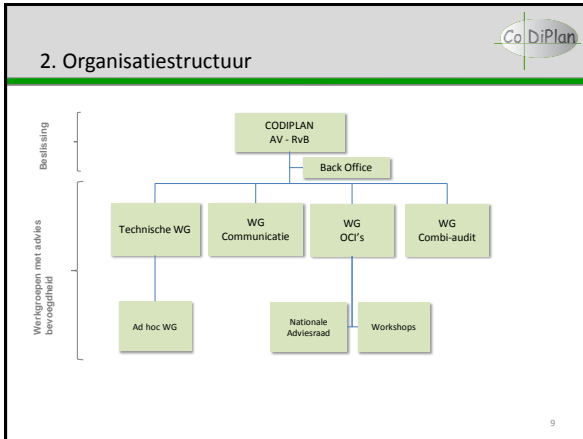 Co DiPlan
2. Organisatiestructuur
Beslissing
CODIPLAN
AV - RvB
Back Office
Werkgroepen met advies
bevoegdheid
Technische WG
WG
Communicatie
WG
OCI's
WG
Combi-audit
Ad hoc WG
Nationale
Adviesraad
Workshops
9